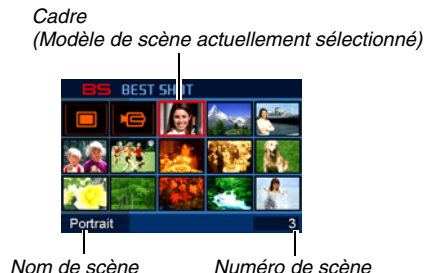 Cadre
(Modèle de scène actuellement sélectionné)
BS BEST SHOT
Portrait 3
Nom de scène Numéro de scène